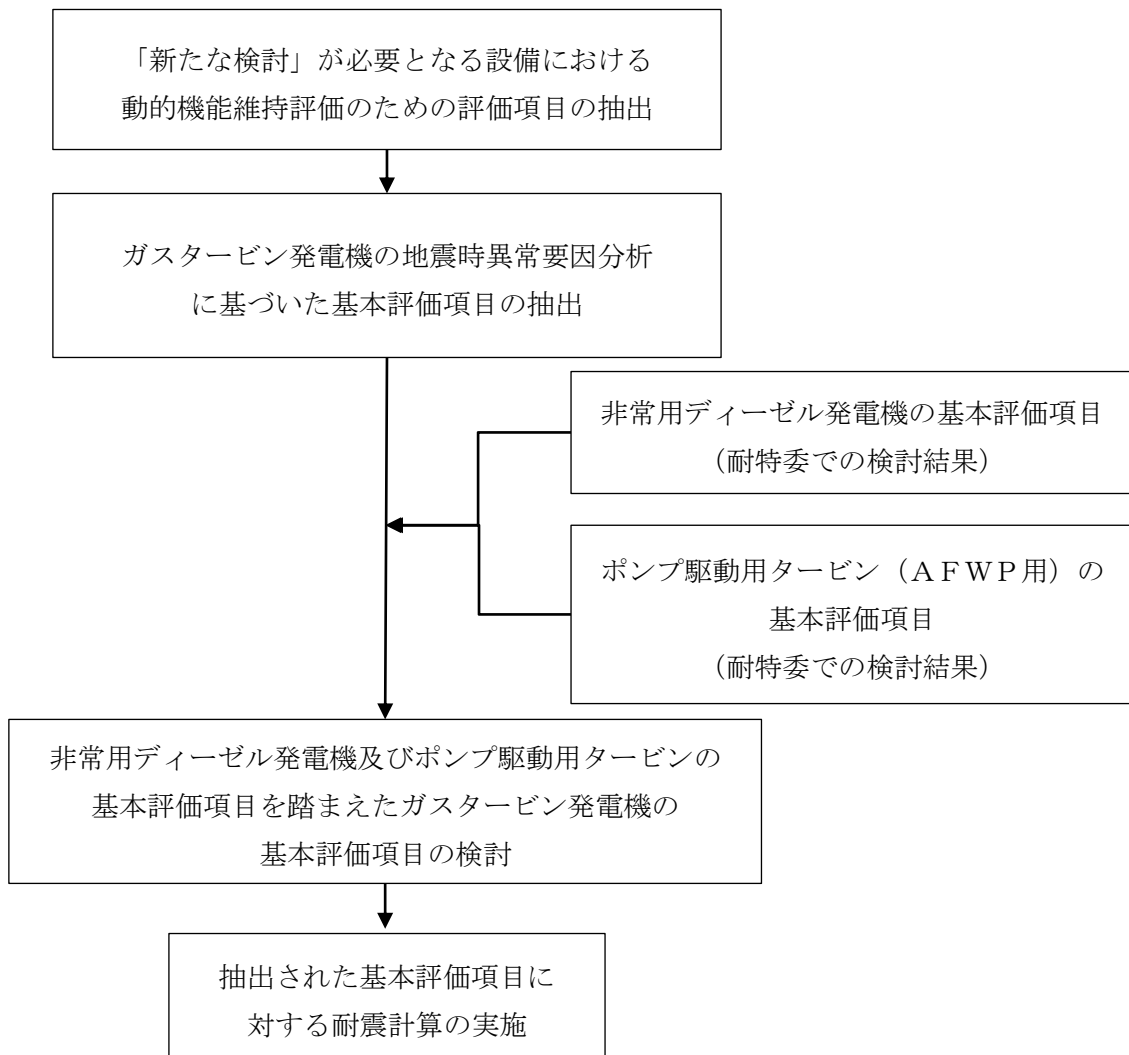 「新たな検討」が必要となる設備における
動的機能維持評価のための評価項目の抽出
ガスタービン発電機の地震時異常要因分析
に基づいた基本評価項目の抽出
非常用ディーゼル発電機の基本評価項目
（耐特委での検討結果）
ポンプ駆動用タービン（ＡＦＷＰ用）の
基本評価項目
（耐特委での検討結果）
非常用ディーゼル発電機及びポンプ駆動用タービンの
基本評価項目を踏まえたガスタービン発電機の
基本評価項目の検討
抽出された基本評価項目に
対する耐震計算の実施